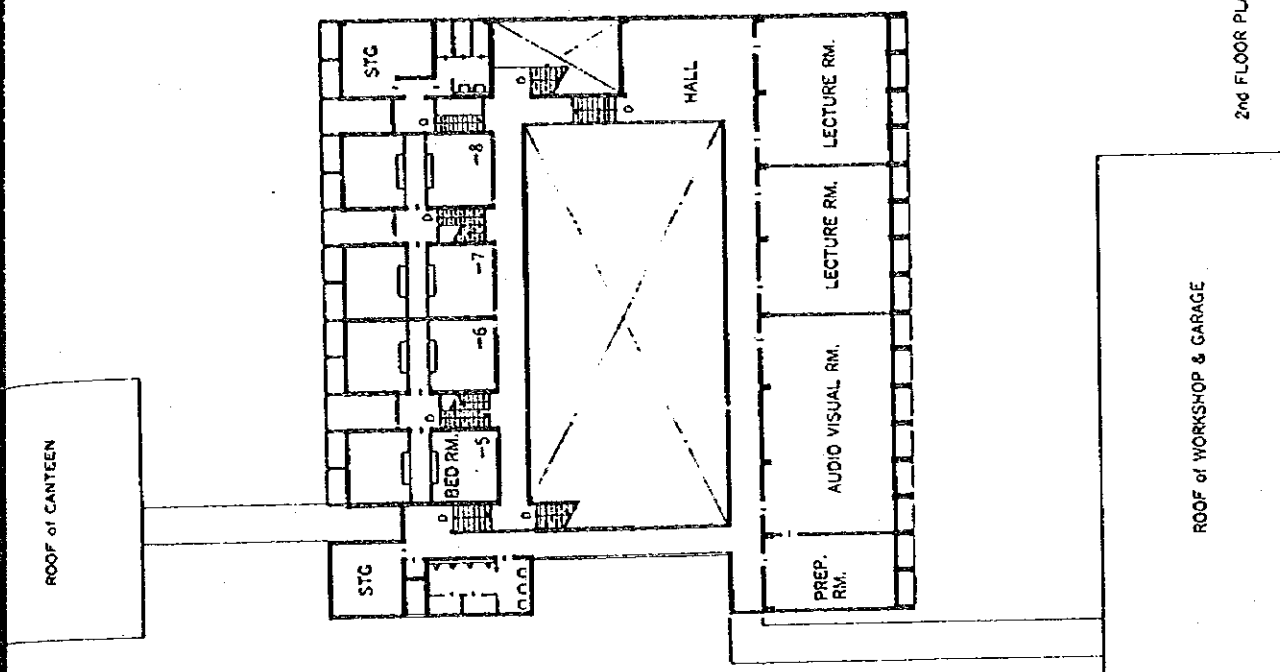 2nd FLOOR PL
ROOF of CANTEEN
STG
STG
BED RM.
-5
-6
-7
-8
D
D
D
D
D
D
D
HALL
PREP.
RM.
AUDIO VISUAL RM.
LECTURE RM.
LECTURE RM.
ROOF of WORKSHOP & GARAGE